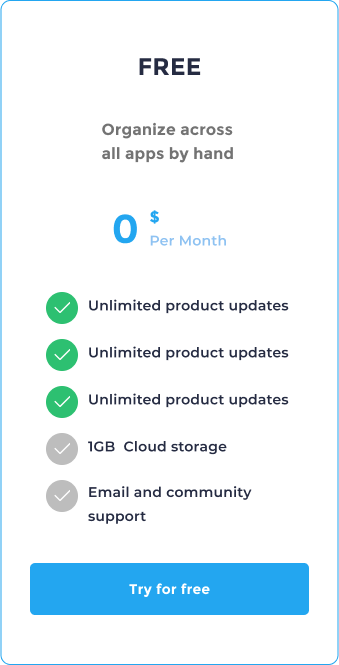 FREE
Organize across
all apps by hand
0 $
Per Month
Unlimited product updates
Unlimited product updates
Unlimited product updates
1GB  Cloud storage
Email and community
support
Try for free